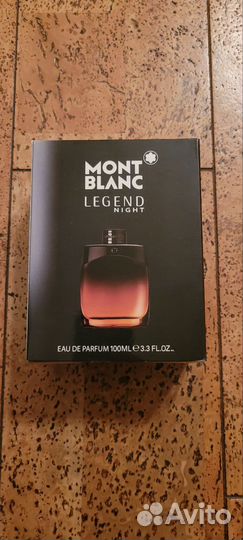 MONT
BLANC
LEGEND
NIGHT
EAU DE PARFUM 100ML ℮ 3.3 FL.OZ..
Avito